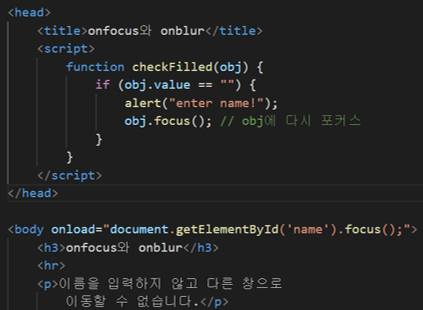 <head>
    <title>onfocus와 onblur</title>
    <script>
        function checkFilled(obj) {
            if (obj.value == "") {
                alert("enter name!");
                obj.focus(); // obj에 다시 포커스
            }
        }
    </script>
</head>
<body onload="document.getElementById('name').focus();">
    <h3>onfocus와 onblur</h3>
    <hr>
    <p>이름을 입력하지 않고 다른 창으로
        이동할 수 없습니다.</p>